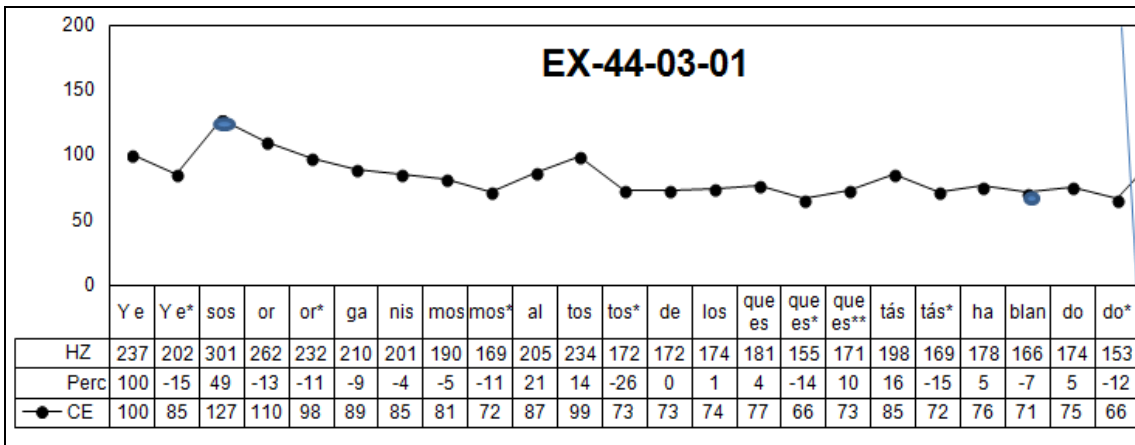 200
EX-44-03-01
150
100
50
0
Y e Y e* sos or or* ga nis mos mos* al tos tos* de los que es que es* que es** tás tás* ha blan do do*
HZ 237 202 301 262 232 210 201 190 169 205 234 172 172 174 181 155 171 198 169 178 166 174 153
Perc 100 -15 49 -13 -11 -9 -4 -5 -11 21 14 -26 0 1 4 -14 10 16 -15 5 -7 5 -12
CE 100 85 127 110 98 89 85 81 72 87 99 73 73 74 77 66 73 85 72 76 71 75 66